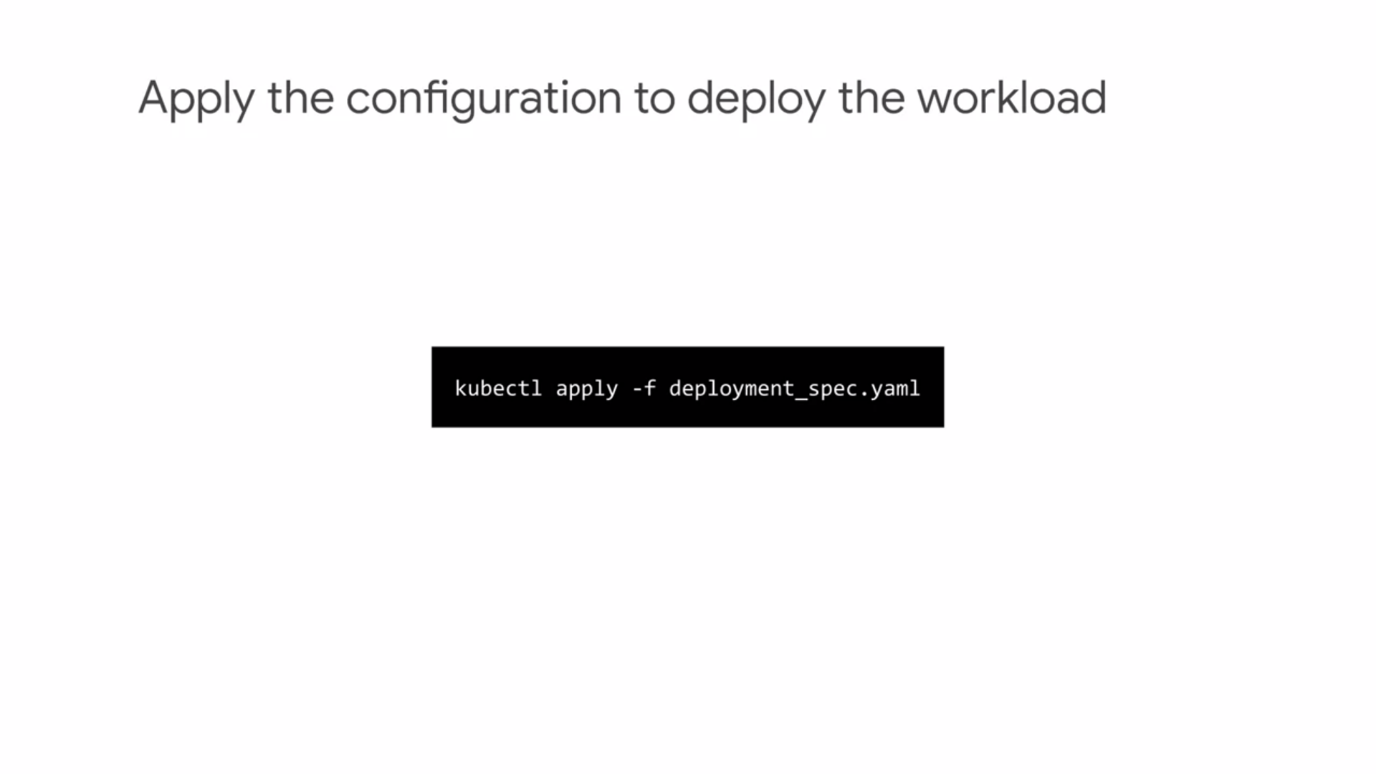 Apply the configuration to deploy the workload
kubectl apply -f deployment_spec.yaml